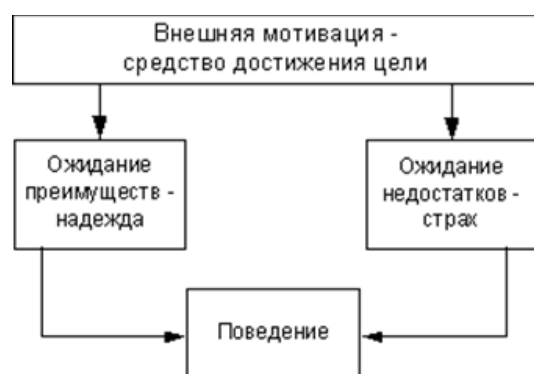 Внешняя мотивация -
средство достижения цели
Ожидание
преимуществ -
надежда
Ожидание
недостатков -
страх
Поведение